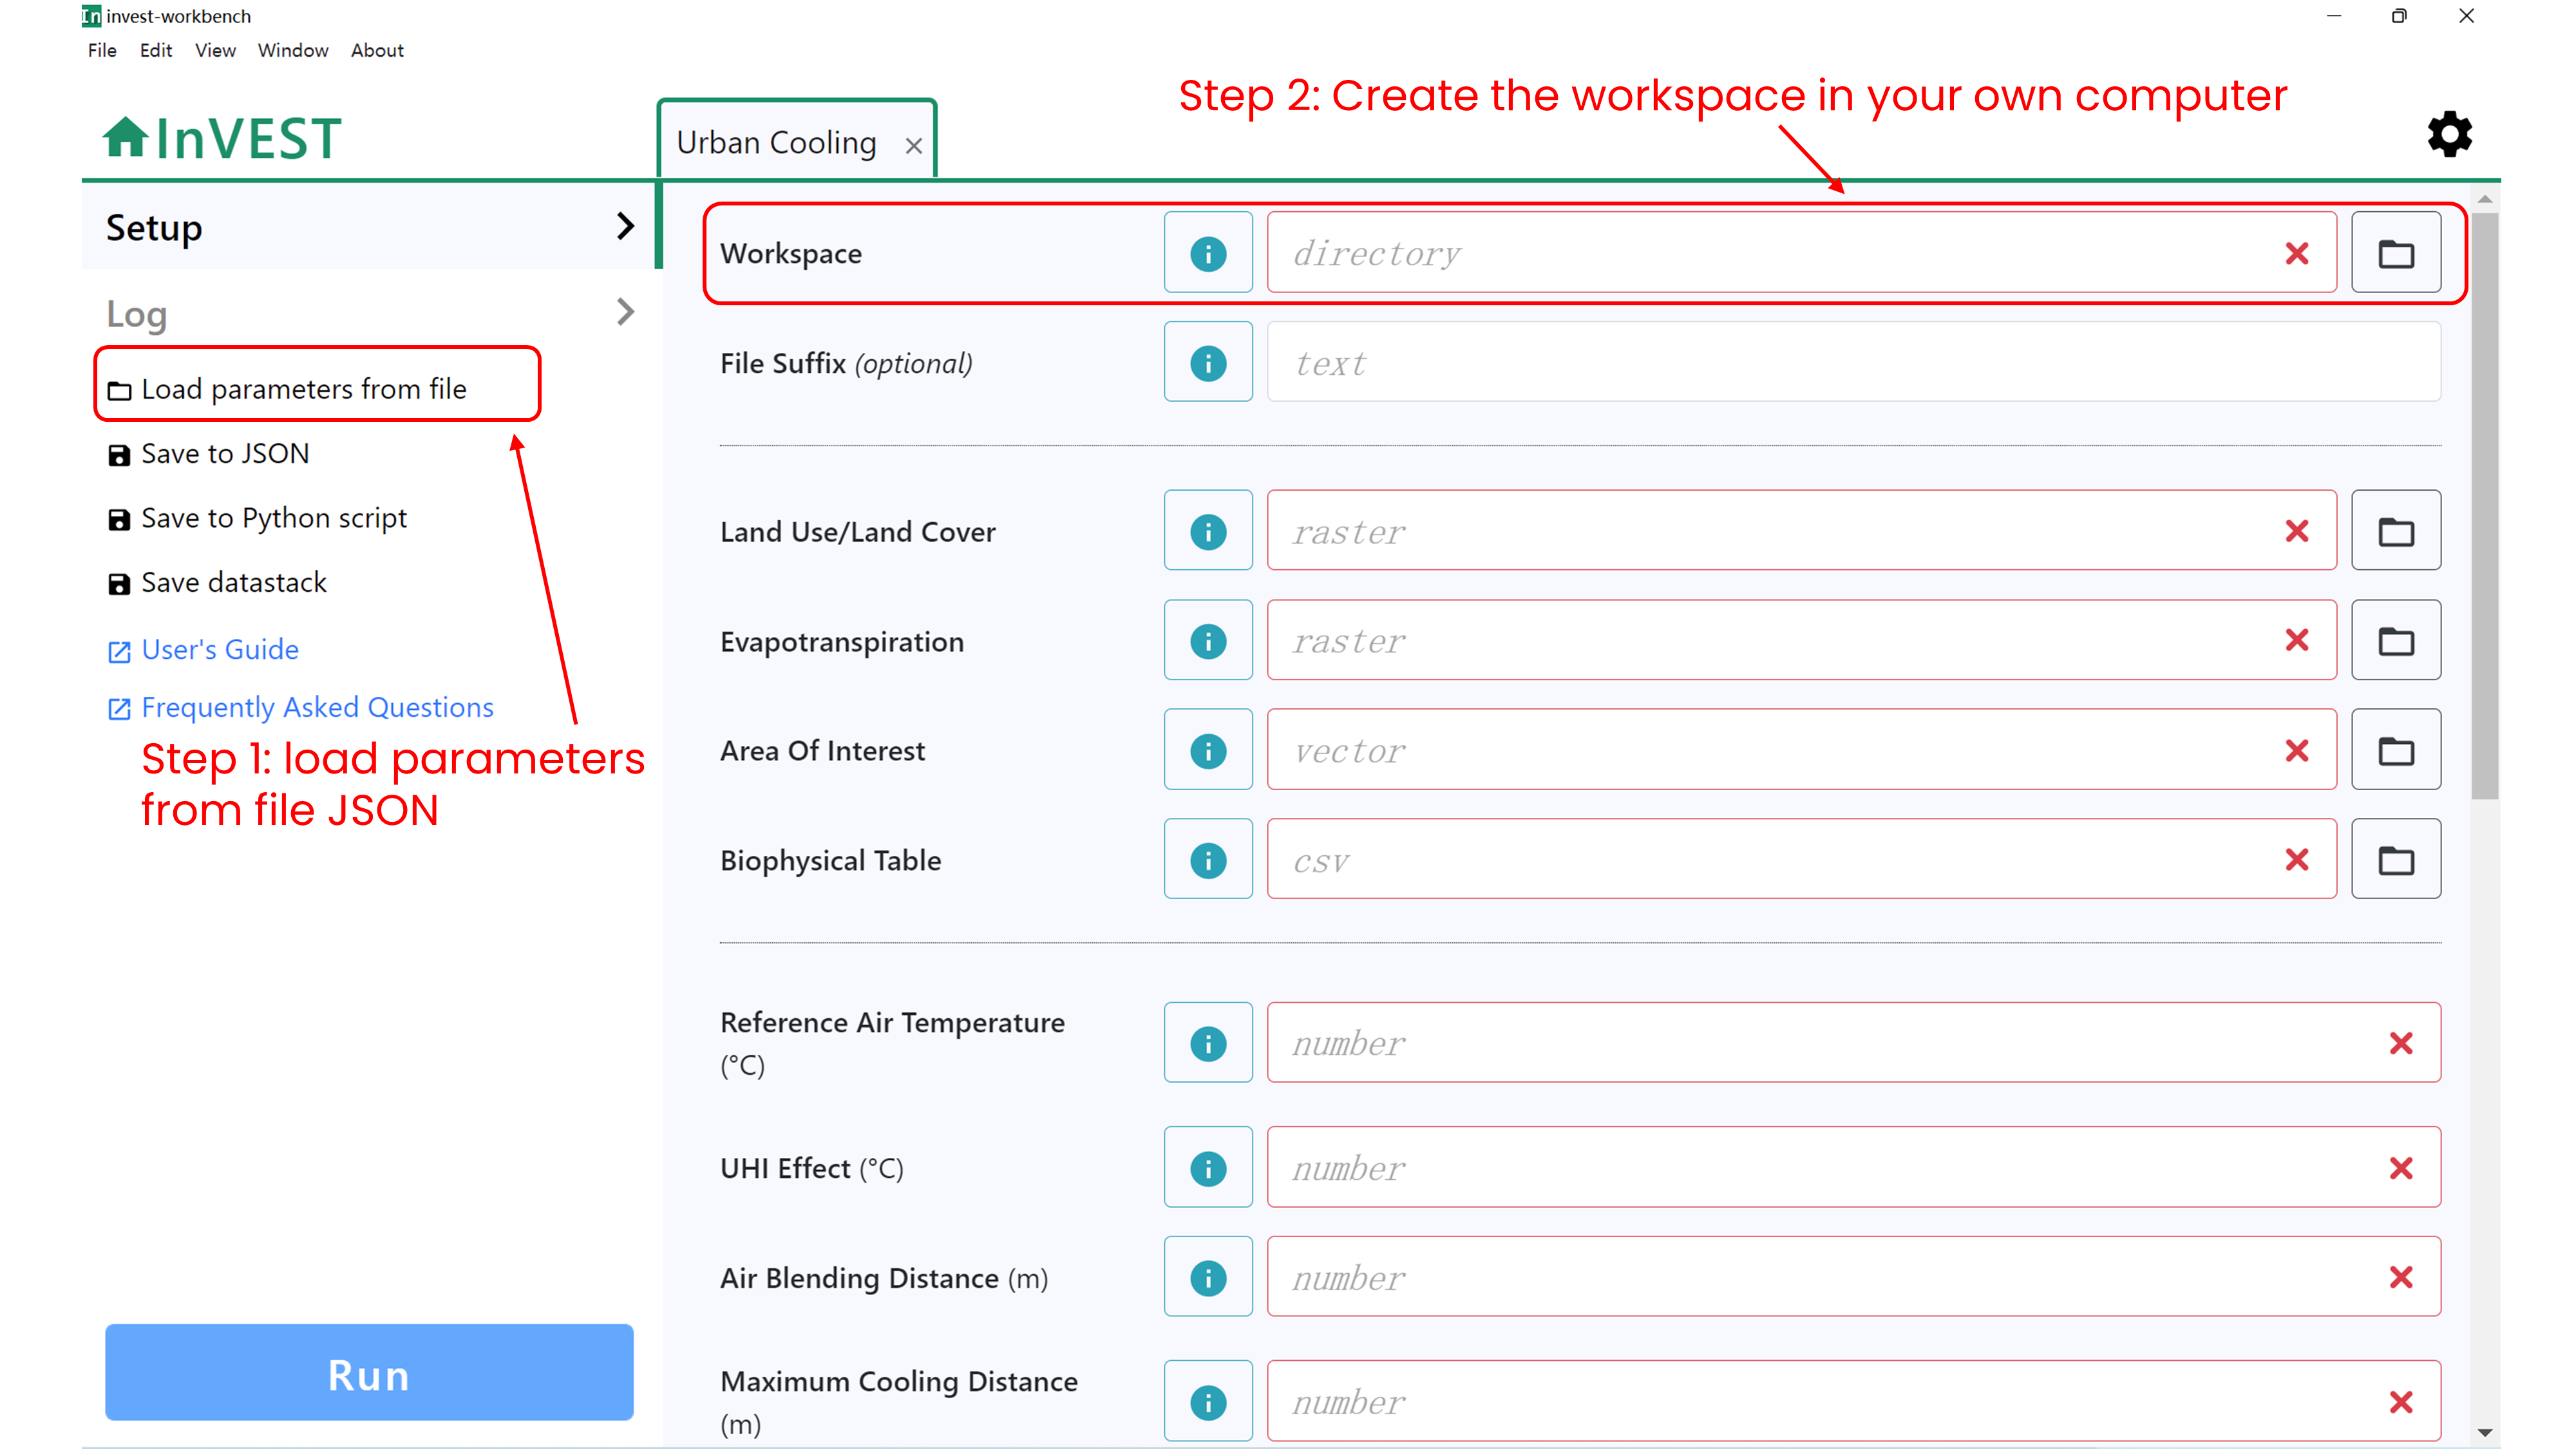 In invest-workbench
File Edit View Window About
Step 2: Create the workspace in your own computer
InVEST
Urban Cooling
Setup
Log
Load parameters from file
Save to JSON
Save to Python script
Save datastack
User's Guide
Frequently Asked Questions
Step 1: load parameters
from file JSON
Run
Workspace
directory
File Suffix (optional)
text
Land Use/Land Cover
raster
Evapotranspiration
raster
Area Of Interest
vector
Biophysical Table
csv
Reference Air Temperature
(°C)
number
UHI Effect (°C)
number
Air Blending Distance (m)
number
Maximum Cooling Distance
(m)
number